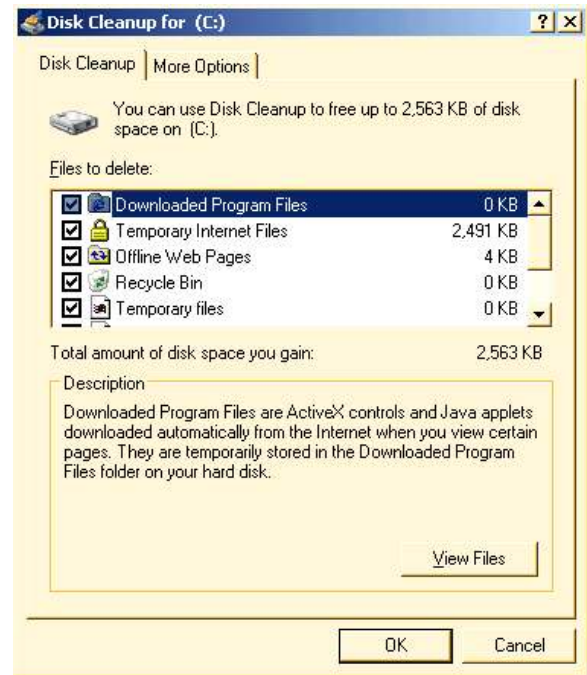 Disk Cleanup for (C:)
Disk Cleanup
More Options
You can use Disk Cleanup to free up to 2,563 KB of disk
space on (C:).
Files to delete:
Downloaded Program Files 0 KB
Temporary Internet Files 2,491 KB
Offline Web Pages 4 KB
Recycle Bin 0 KB
Temporary files 0 KB
Total amount of disk space you gain: 2,563 KB
Description
Downloaded Program Files are ActiveX controls and Java applets
downloaded automatically from the Internet when you view certain
pages. They are temporarily stored in the Downloaded Program
Files folder on your hard disk.
View Files
OK Cancel